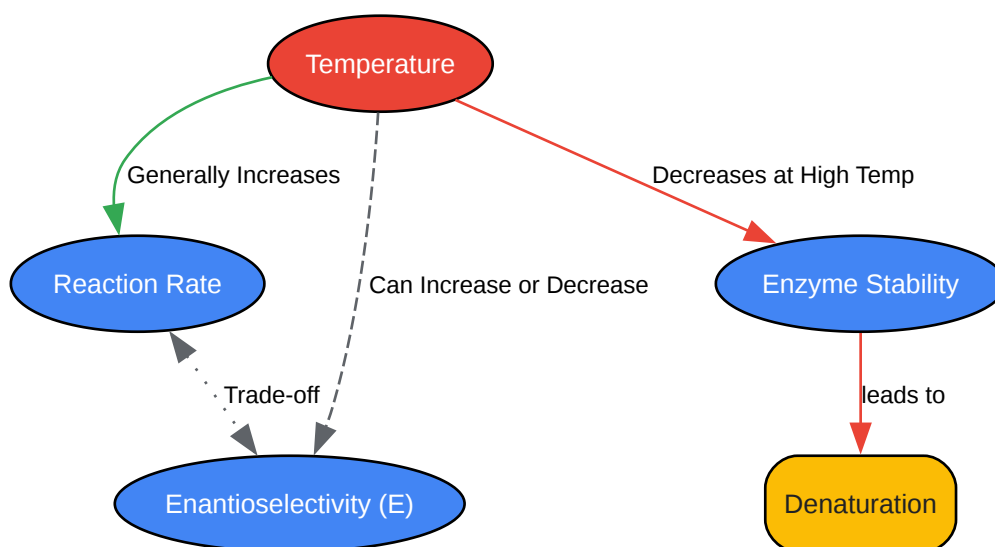 Temperature
Generally Increases
Decreases at High Temp
Reaction Rate
Can Increase or Decrease
Enzyme Stability
Trade-off
leads to
Enantioselectivity (E)
Denaturation